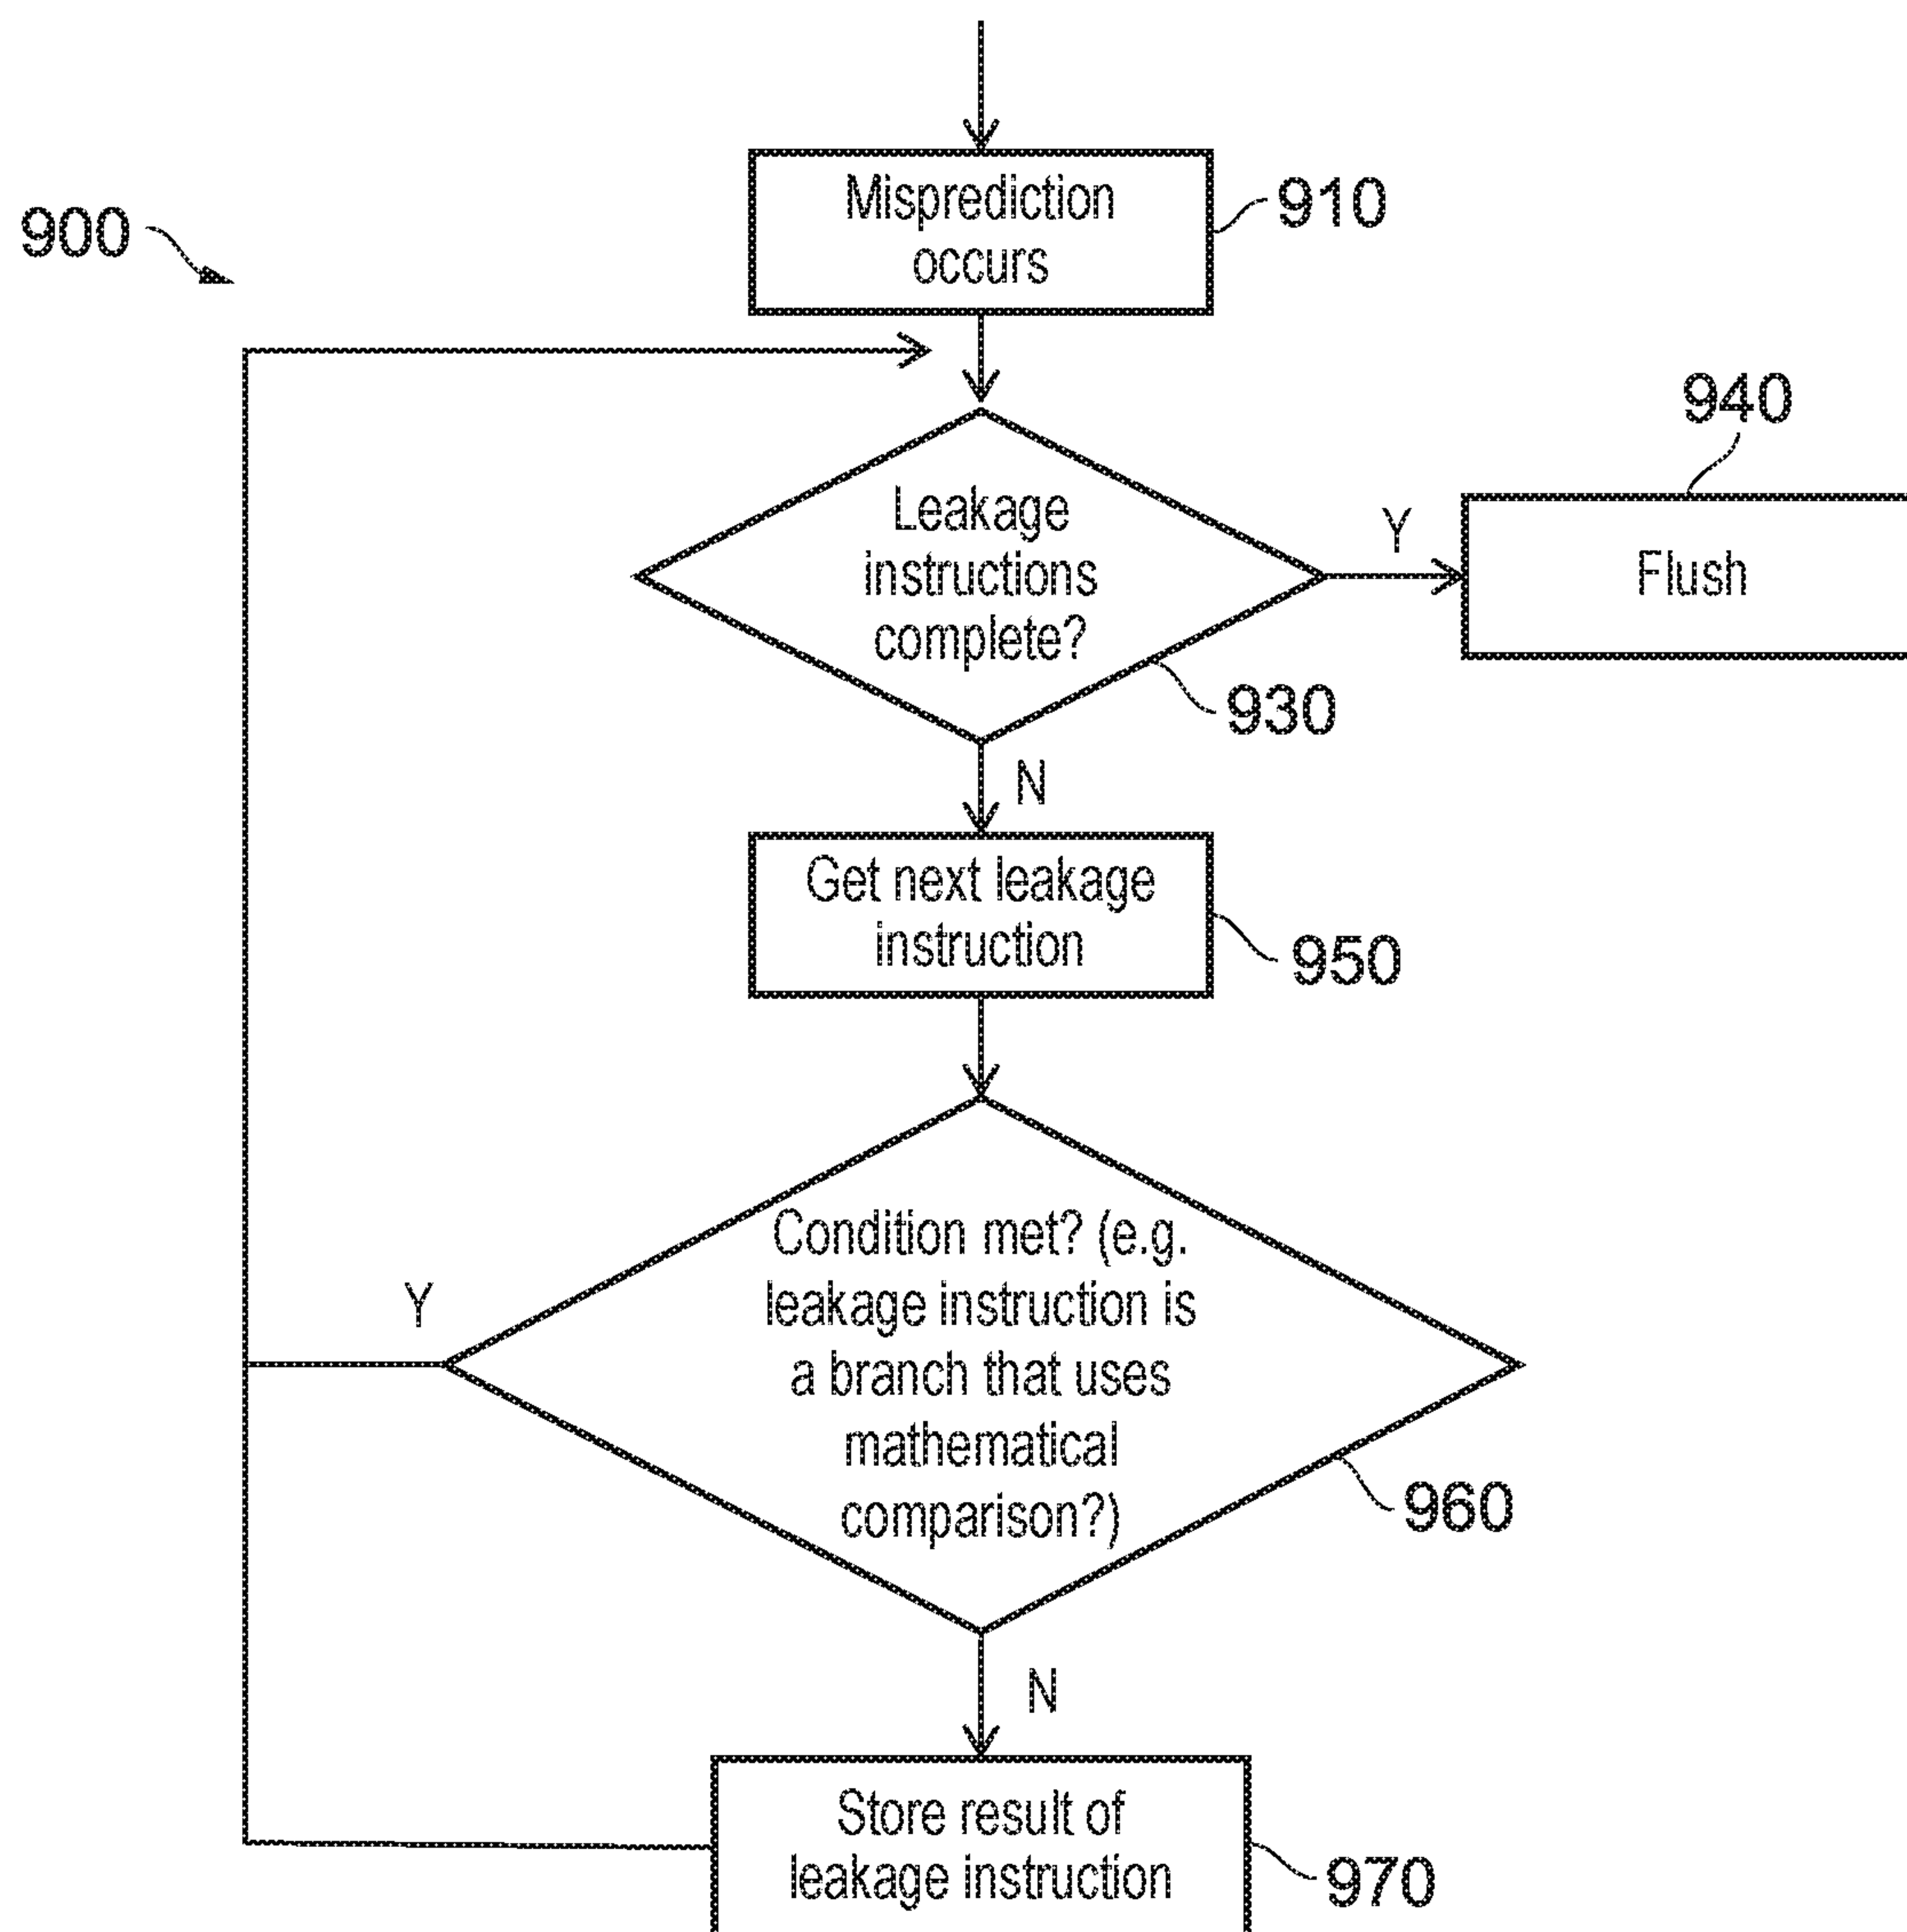 Misprediction
occurs
910
900
940
Leakage
instructions
complete?
Y
Flush
930
N
Get next leakage
instruction
950
Condition met? (e.g.
leakage instruction is
a branch that uses
mathematical
comparison?)
Y
960
N
Store result of
leakage instruction
970